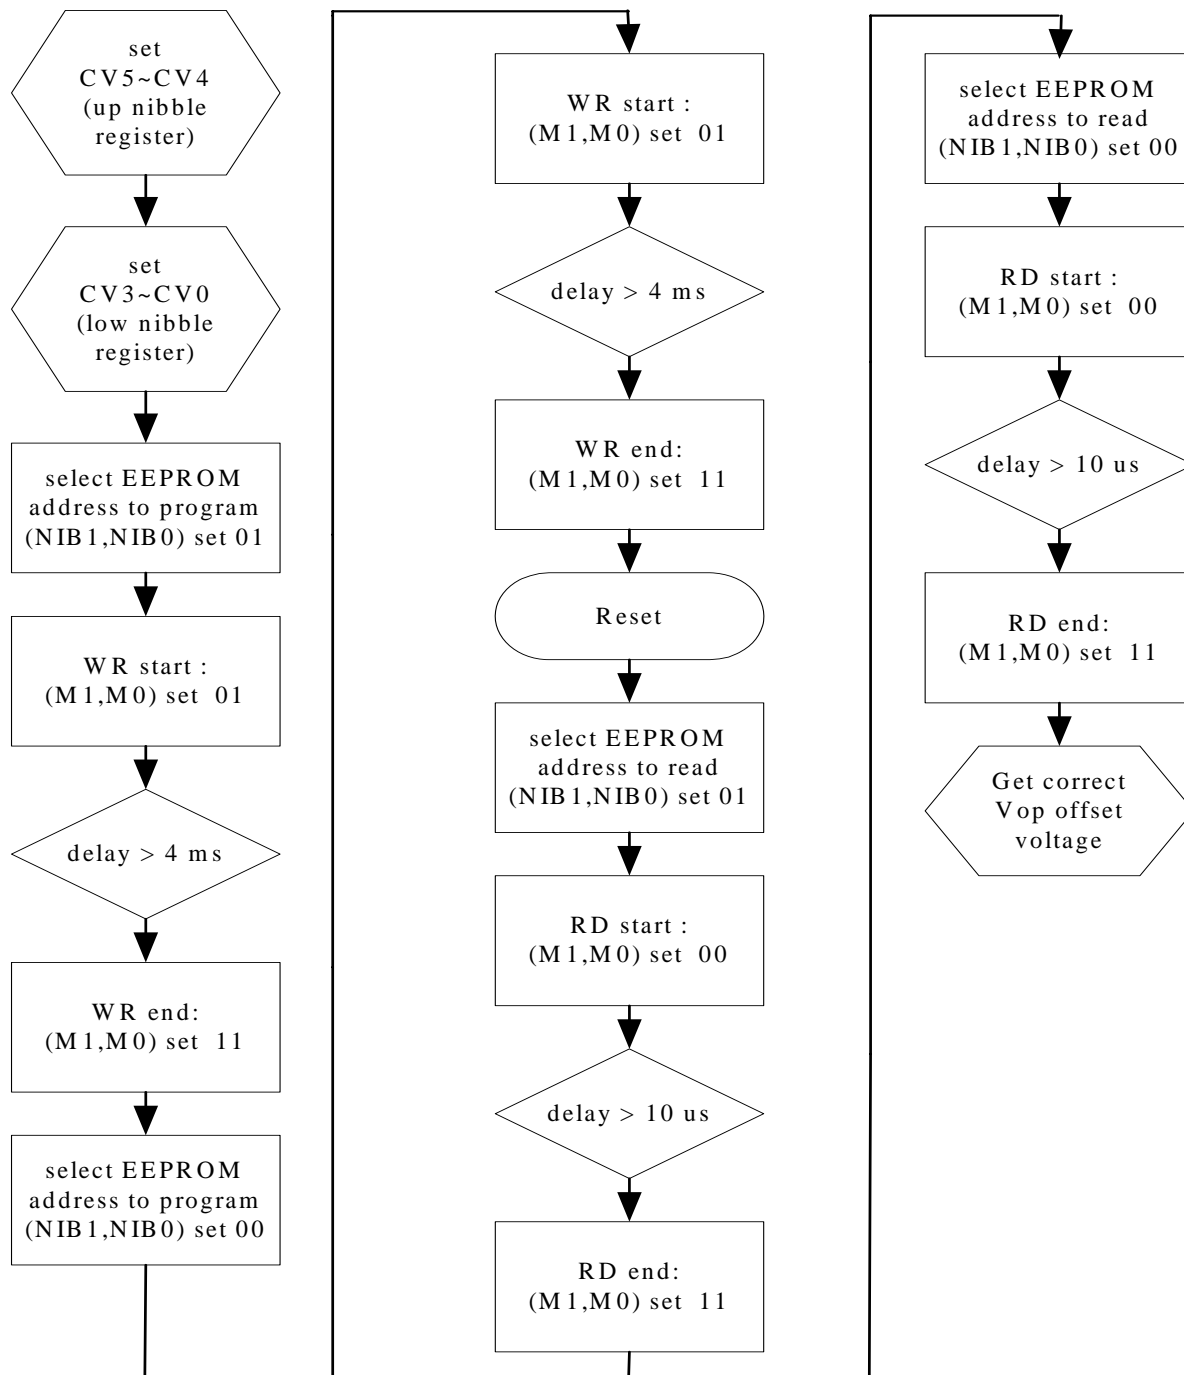 set
CV5~CV4
(up nibble
register)
set
CV3~CV0
(low nibble
register)
select EEPROM
address to program
(NIB1,NIB0) set 01
WR start :
(M1,M0) set 01
delay > 4 ms
WR end:
(M1,M0) set 11
select EEPROM
address to program
(NIB1,NIB0) set 00
WR start :
(M1,M0) set 01
delay > 4 ms
WR end:
(M1,M0) set 11
Reset
select EEPROM
address to read
(NIB1,NIB0) set 01
RD start :
(M1,M0) set 00
delay > 10 us
RD end:
(M1,M0) set 11
select EEPROM
address to read
(NIB1,NIB0) set 00
RD start :
(M1,M0) set 00
delay > 10 us
RD end:
(M1,M0) set 11
Get correct
Vop offset
voltage